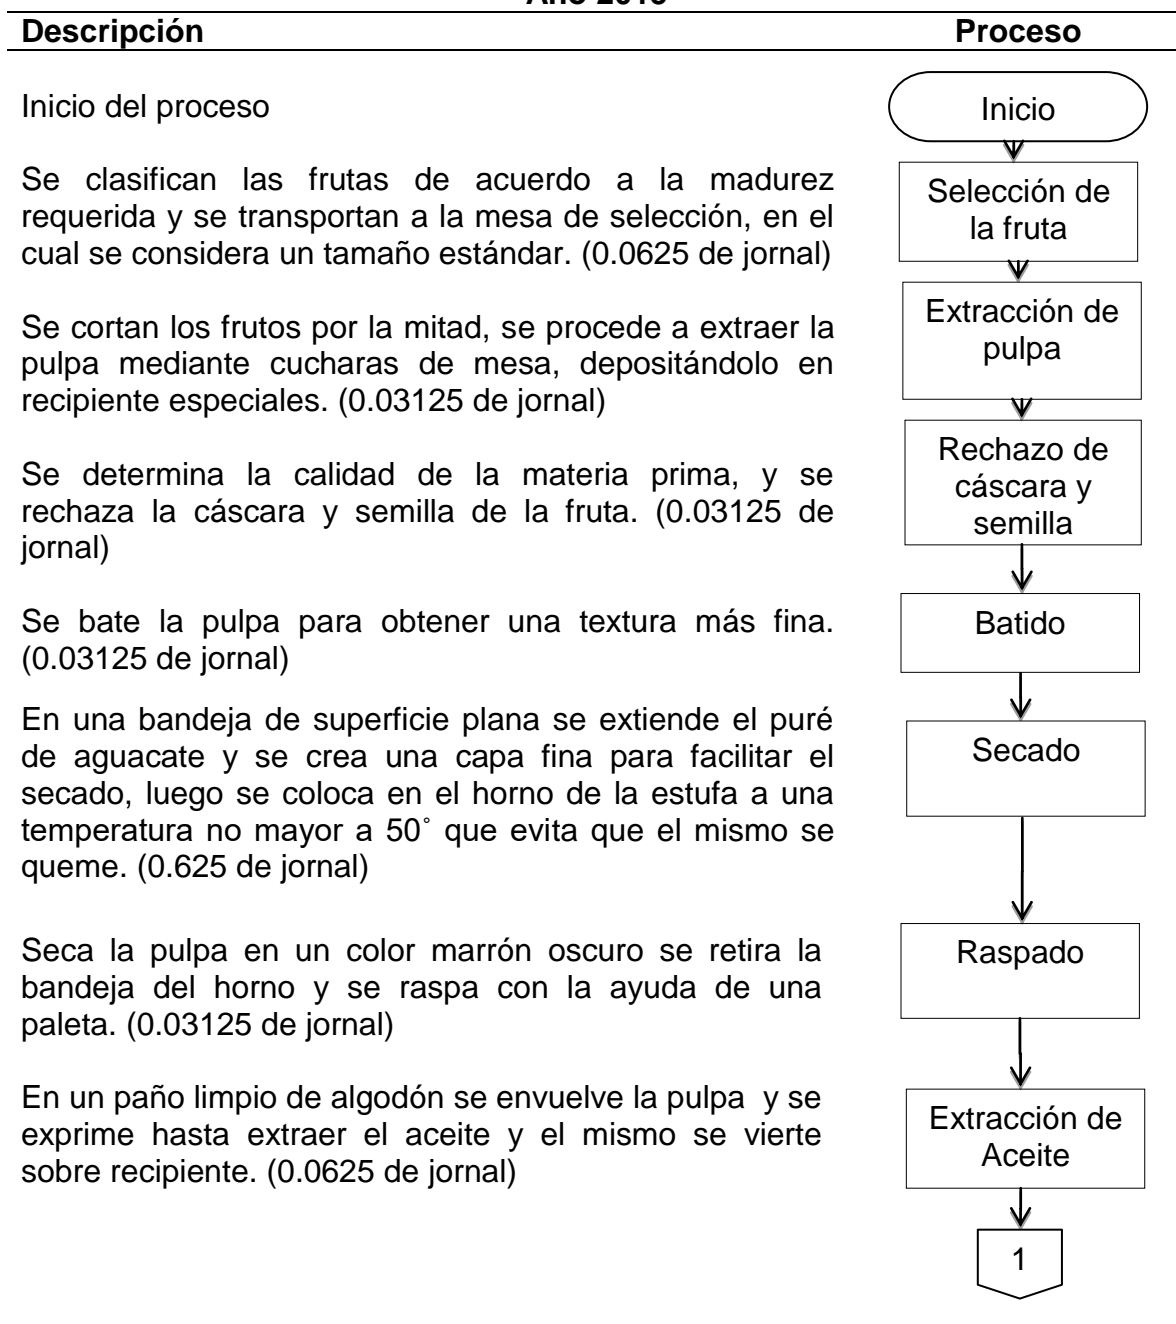 Descripción Proceso
Inicio del proceso
Inicio
Se clasifican las frutas de acuerdo a la madurez
requerida y se transportan a la mesa de selección, en el
cual se considera un tamaño estándar. (0.0625 de jornal)
Selección de
la fruta
Se cortan los frutos por la mitad, se procede a extraer la
pulpa mediante cucharas de mesa, depositándolo en
recipiente especiales. (0.03125 de jornal)
Extracción de
pulpa
Se determina la calidad de la materia prima, y se
rechaza la cáscara y semilla de la fruta. (0.03125 de
jornal)
Rechazo de
cáscara y
semilla
Se bate la pulpa para obtener una textura más fina.
(0.03125 de jornal)
Batido
En una bandeja de superficie plana se extiende el puré
de aguacate y se crea una capa fina para facilitar el
secado, luego se coloca en el horno de la estufa a una
temperatura no mayor a 50˚ que evita que el mismo se
queme. (0.625 de jornal)
Secado
Seca la pulpa en un color marrón oscuro se retira la
bandeja del horno y se raspa con la ayuda de una
paleta. (0.03125 de jornal)
Raspado
En un paño limpio de algodón se envuelve la pulpa y se
exprime hasta extraer el aceite y el mismo se vierte
sobre recipiente. (0.0625 de jornal)
Extracción de
Aceite
1